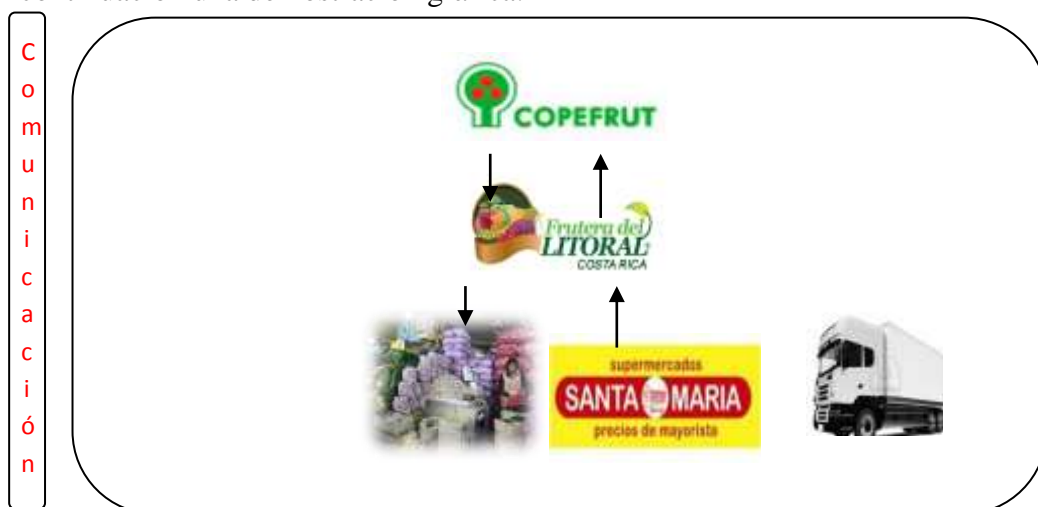 Comunicación
COPEFRUT
Frutera del
LITORAL
COSTA RICA
supermercados
SANTA MARIA
precios de mayorista